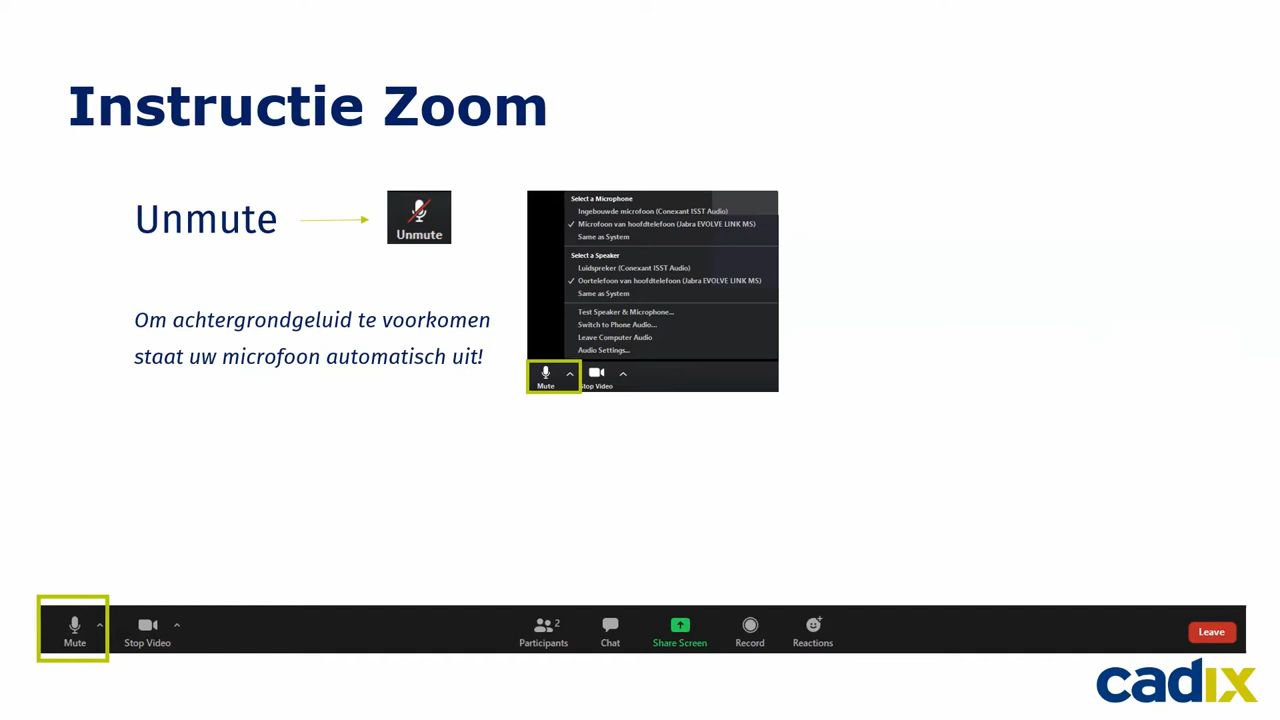 Instructie Zoom
Unmute
Unmute
Om achtergrondgeluid te voorkomen
staat uw microfoon automatisch uit!
Select a Microphone
Ingebouwde microfoon (Conexant ISST Audio)
✓ Microfoon van hoofdtelefoon (Jabra EVOLVE LINK MS)
Same as System
Select a Speaker
Luidspreker (Conexant ISST Audio)
✓ Oortelefoon van hoofdtelefoon (Jabra EVOLVE LINK MS)
Same as System
Test Speaker & Microphone...
Switch to Phone Audio...
Leave Computer Audio
Audio Settings...
Mute Stop Video
Mute Stop Video Participants 2 Chat Share Screen Record Reactions Leave
cadix